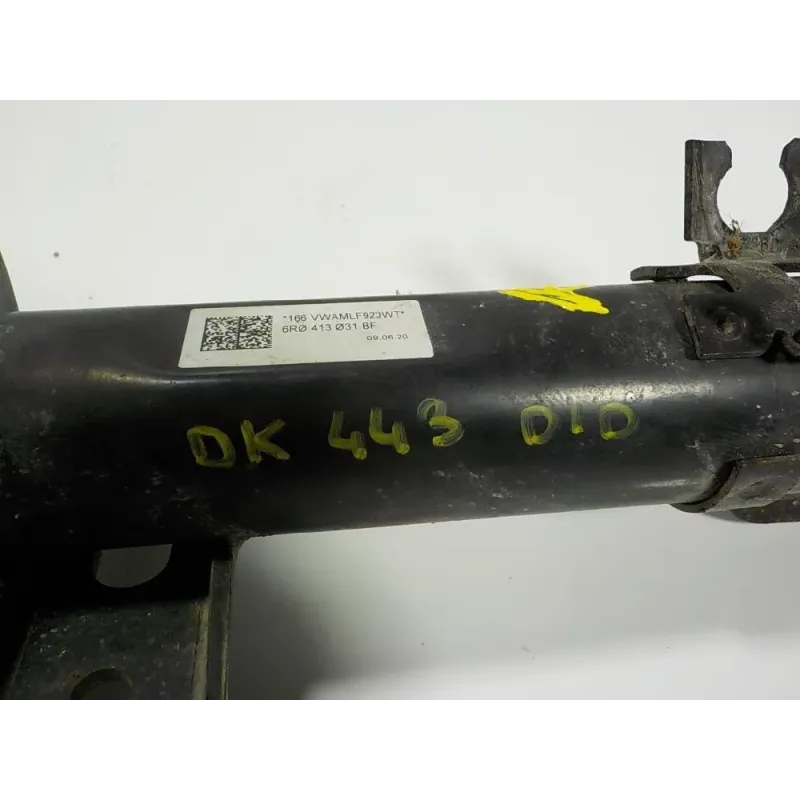 *166 VWAMLF923WT*
6RØ 413 Ø31 BF
09.06.20
DK 443 DID